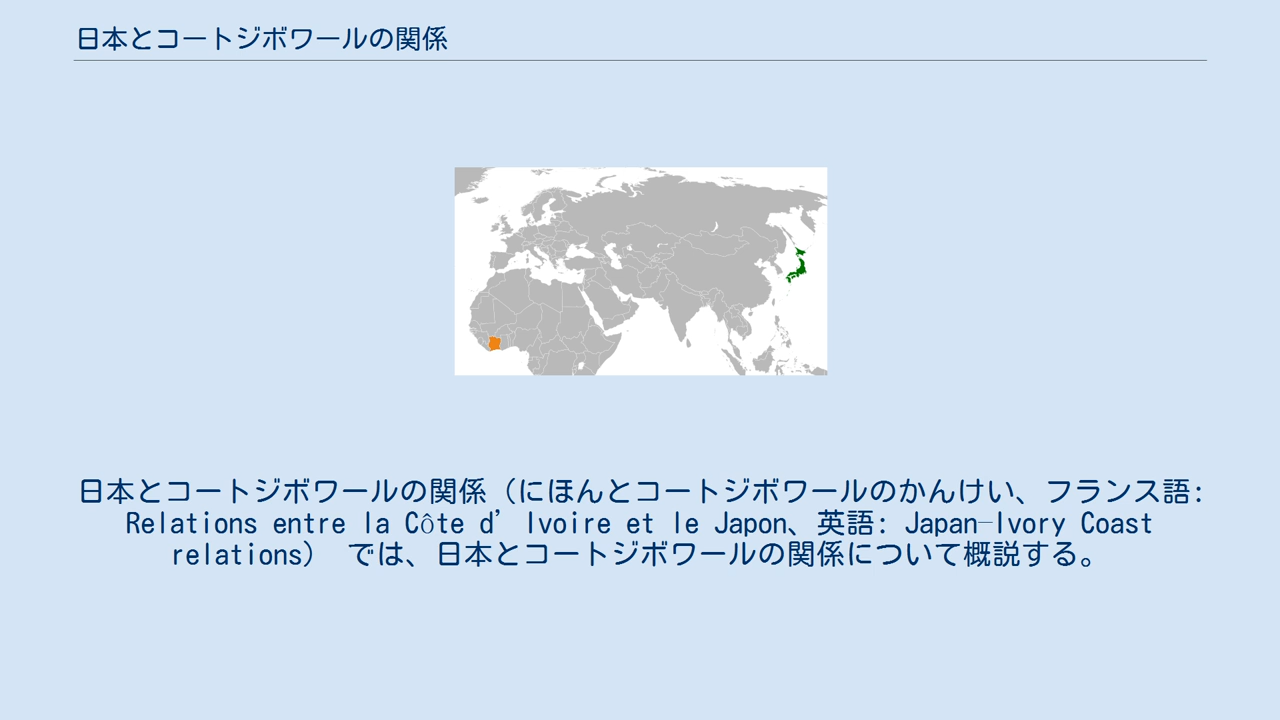 日本とコートジボワールの関係
日本とコートジボワールの関係（にほんとコートジボワールのかんけい、フランス語:
Relations entre la Côte d’Ivoire et le Japon、英語: Japan–Ivory Coast
relations） では、日本とコートジボワールの関係について概説する。